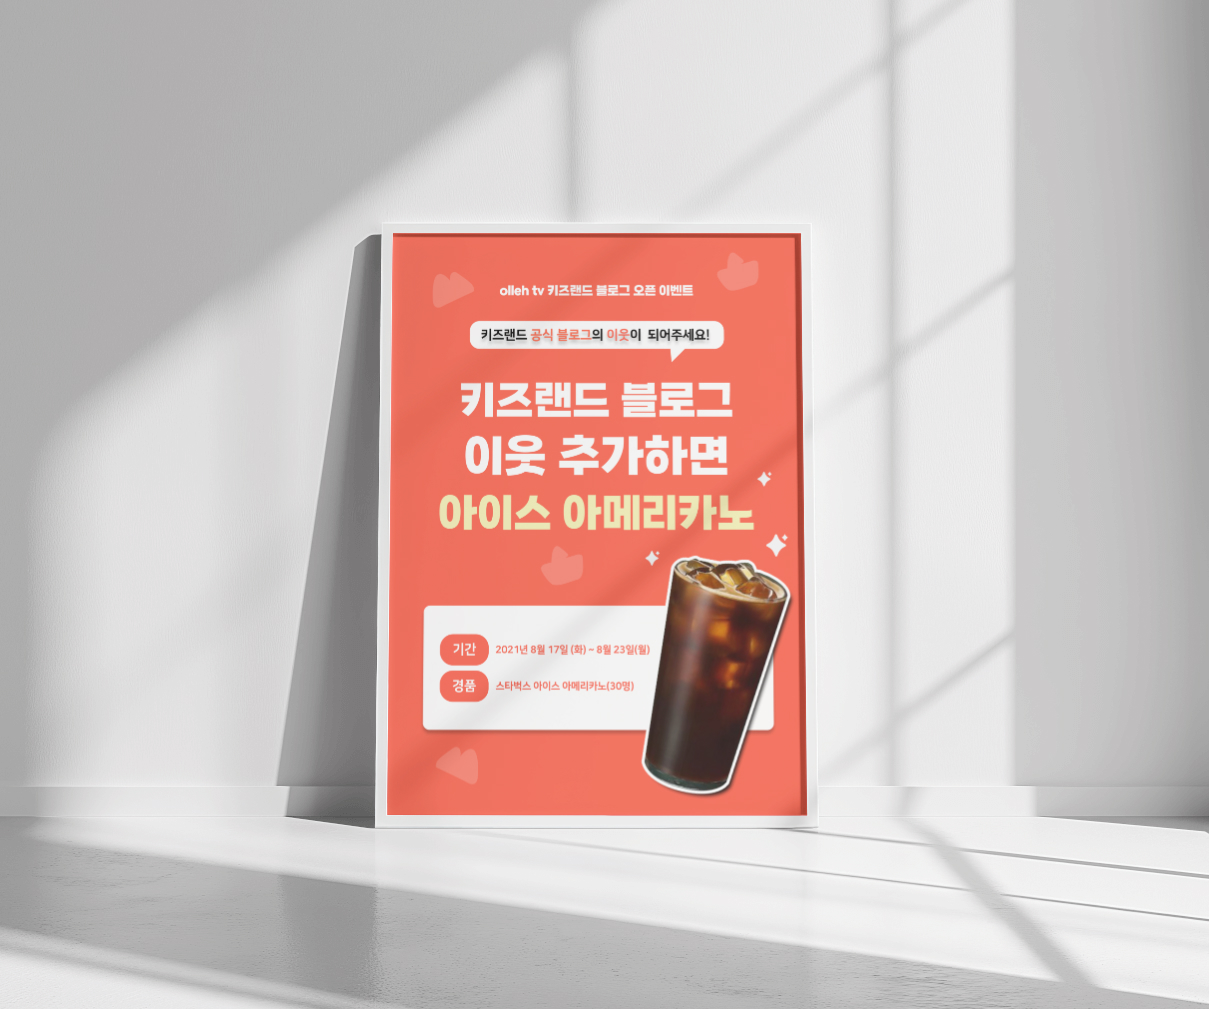 olleh tv 키즈랜드 블로그 오픈 이벤트
키즈랜드 공식 블로그의 이웃이 되어주세요!
키즈랜드 블로그
이웃 추가하면
아이스 아메리카노
기간 2021년 8월 17일 (화) ~ 8월 23일(월)
경품 스타벅스 아이스 아메리카노(30명)